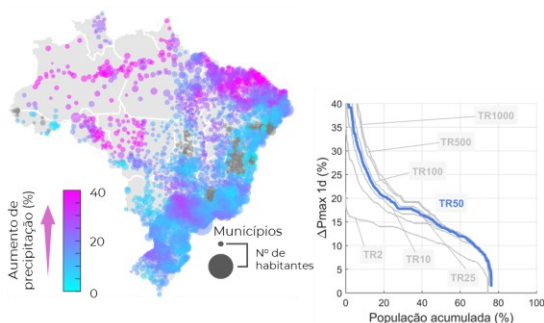 Aumento de
precipitação (%)
40
20
0
Municípios
Nº de
habitantes
ΔPmax 1d (%)
40
35
30
25
20
15
10
5
0
TR1000
TR500
TR100
TR50
TR10
TR25
TR2
0
20
40
60
80
100
População acumulada (%)